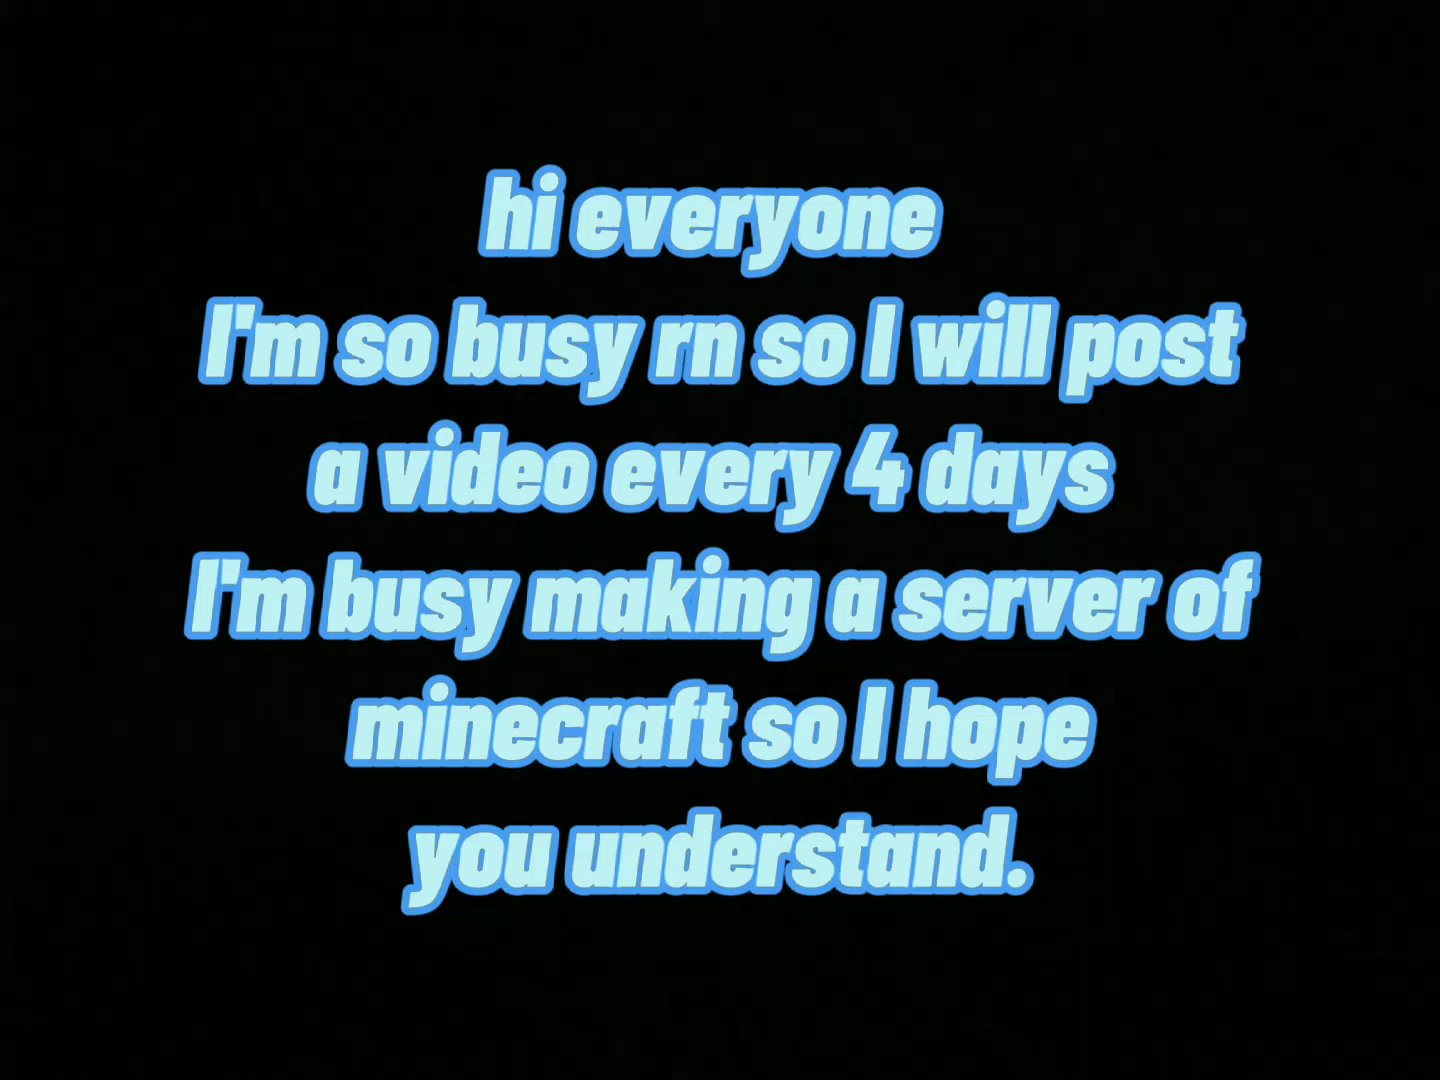 hi everyone
I'm so busy rn so I will post
a video every 4 days
I'm busy making a server of
minecraft so I hope
you understand.